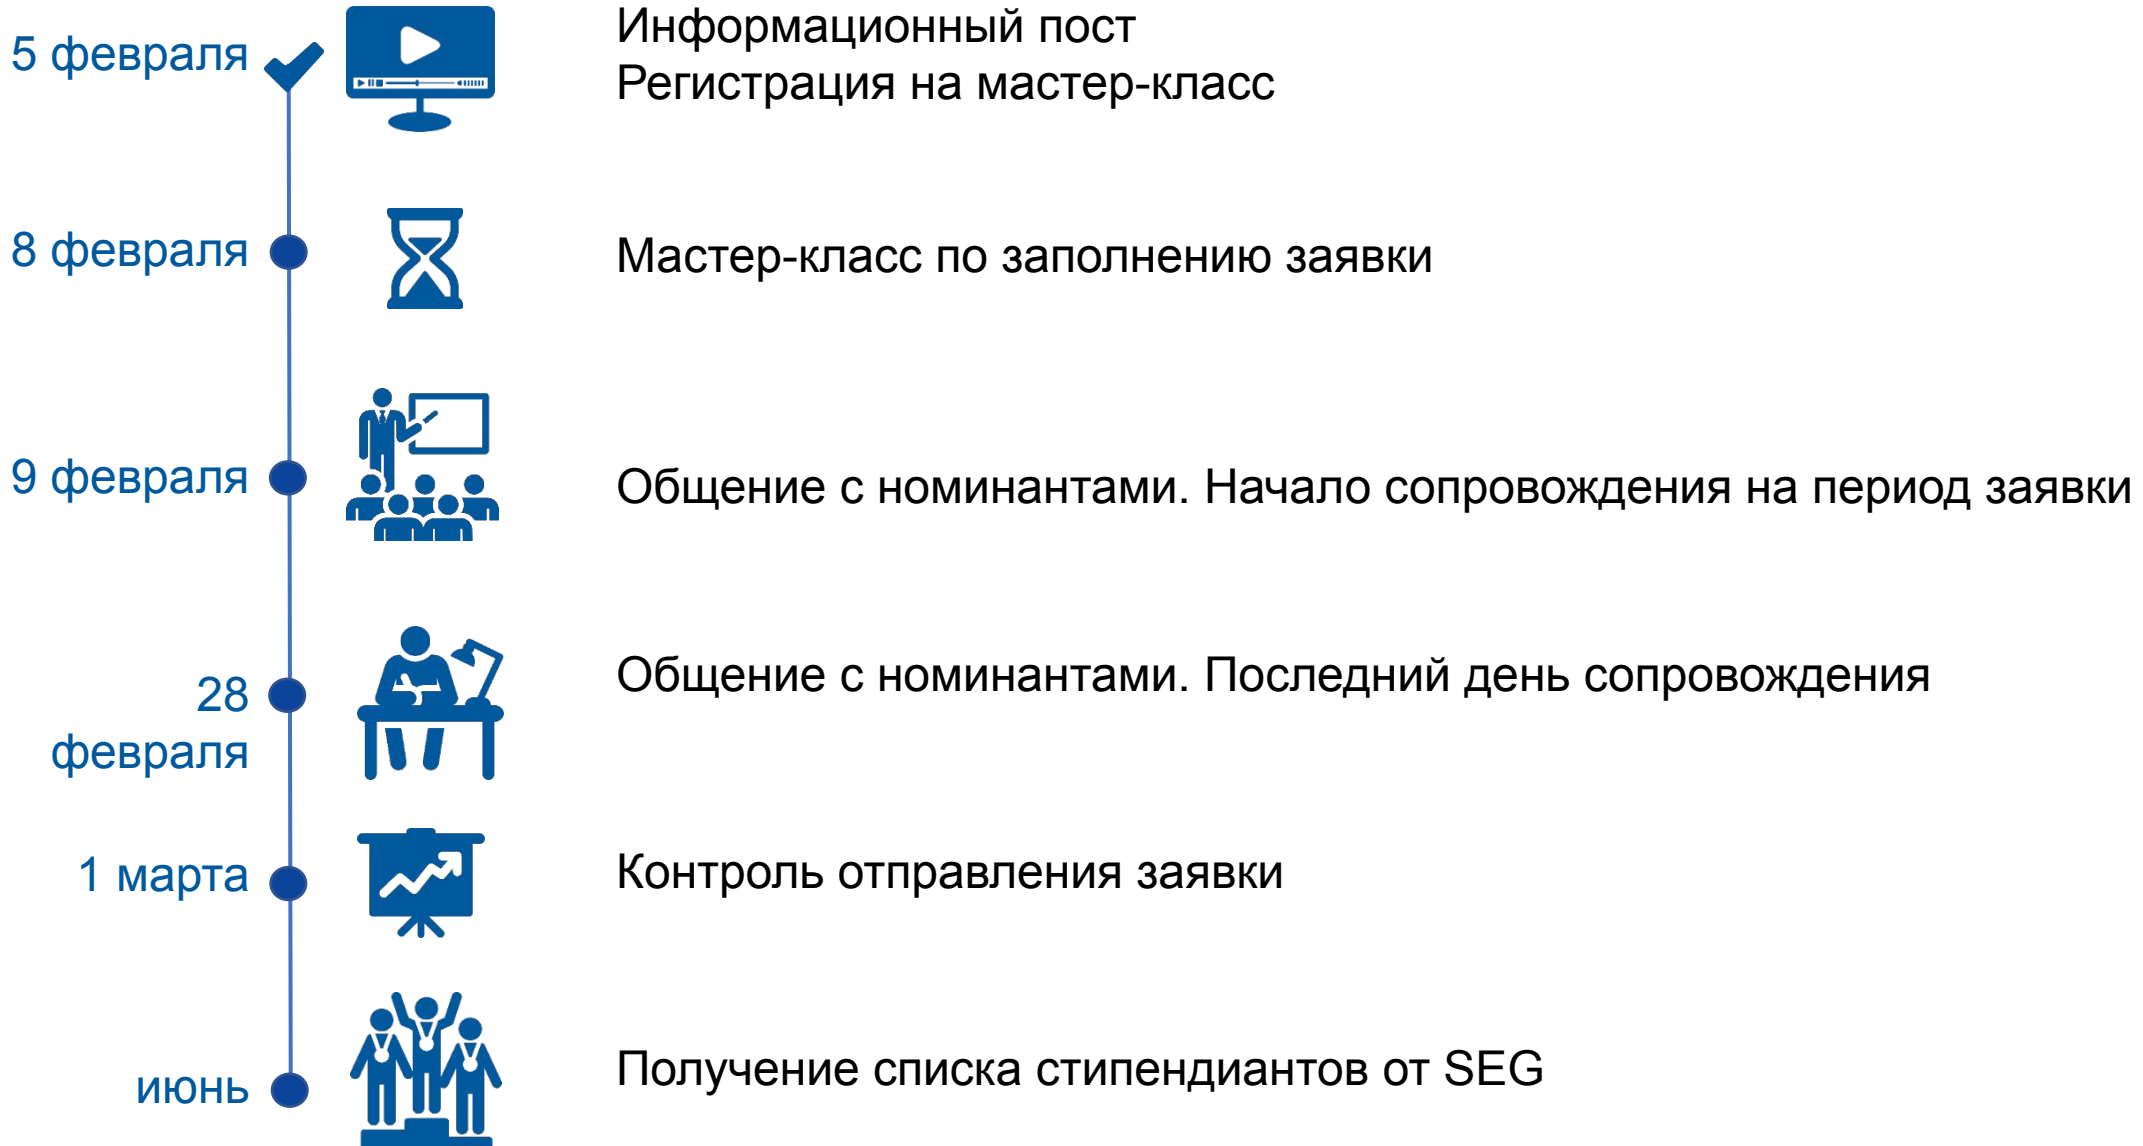 5 февраля
Информационный пост
Регистрация на мастер-класс
8 февраля
Мастер-класс по заполнению заявки
9 февраля
Общение с номинантами. Начало сопровождения на период заявки
28
февраля
Общение с номинантами. Последний день сопровождения
1 марта
Контроль отправления заявки
июнь
Получение списка стипендиантов от SEG